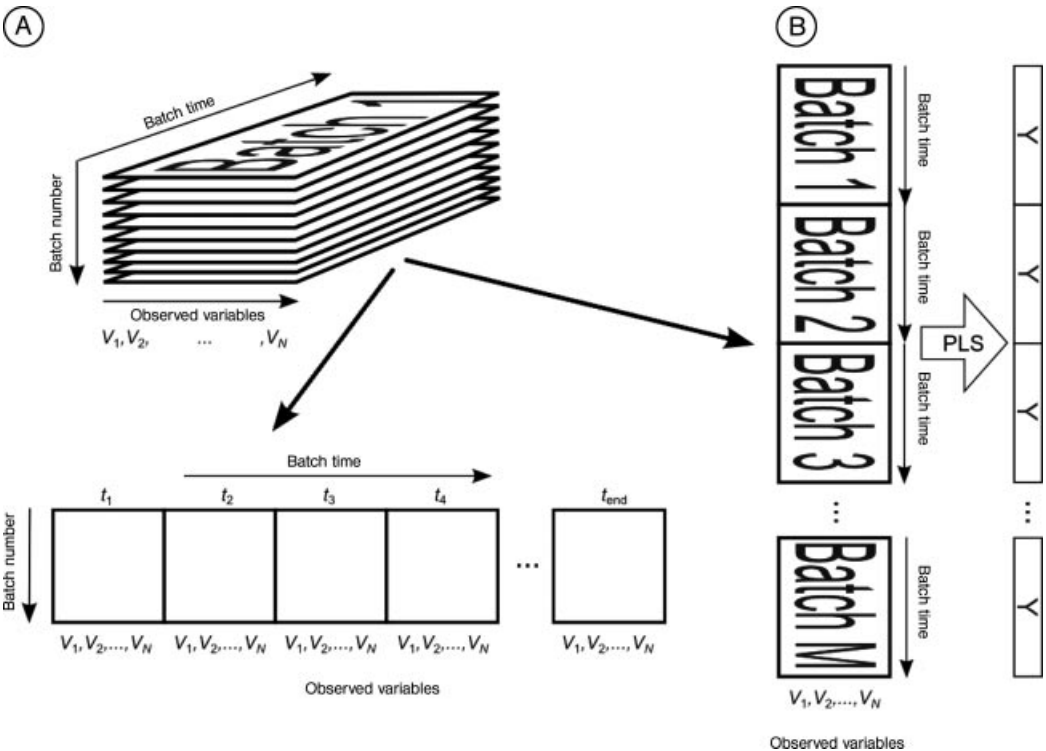 A
Batch time
Batch 1
Batch number
Observed variables
V1, V2, ... , VN
Batch time
t1 t2 t3 t4 tend
Batch number
...
V1, V2,..., VN V1, V2,..., VN V1, V2,..., VN V1, V2,..., VN V1, V2,..., VN
Observed variables
B
Batch 1
Batch time
Y
Batch 2
Batch time
Y
PLS
Batch 3
Batch time
Y
... ...
Batch M
Batch time
Y
V1, V2,..., VN
Observed variables